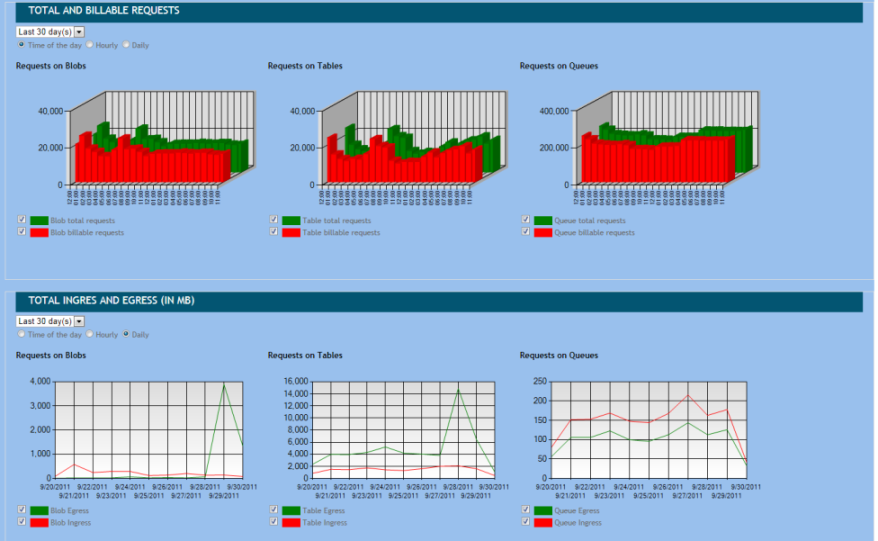 TOTAL AND BILLABLE REQUESTS
Last 30 day(s)
Time of the day Hourly Daily
Requests on Blobs Requests on Tables Requests on Queues
40,000 40,000 40,000
20,000 20,000 20,000
0 0 0
Blob total requests Table total requests Queue total requests
Blob billable requests Table billable requests Queue billable requests
TOTAL INGRES AND EGRESS (IN MB)
Last 30 day(s)
Time of the day Hourly Daily
Requests on Blobs Requests on Tables Requests on Queues
4,000 16,000 250
14,000
3,000 12,000 200
10,000 150
2,000 8,000
6,000 100
1,000 4,000 50
2,000
0 0 0
9/20/2011 9/22/2011 9/24/2011 9/26/2011 9/28/2011 9/30/2011 9/20/2011 9/22/2011 9/24/2011 9/26/2011 9/28/2011 9/30/2011 9/20/2011 9/22/2011 9/24/2011 9/26/2011 9/28/2011 9/30/2011
9/21/2011 9/23/2011 9/25/2011 9/27/2011 9/29/2011 9/21/2011 9/23/2011 9/25/2011 9/27/2011 9/29/2011 9/21/2011 9/23/2011 9/25/2011 9/27/2011 9/29/2011
Blob Egress Table Egress Queue Egress
Blob Ingress Table Ingress Queue Ingress